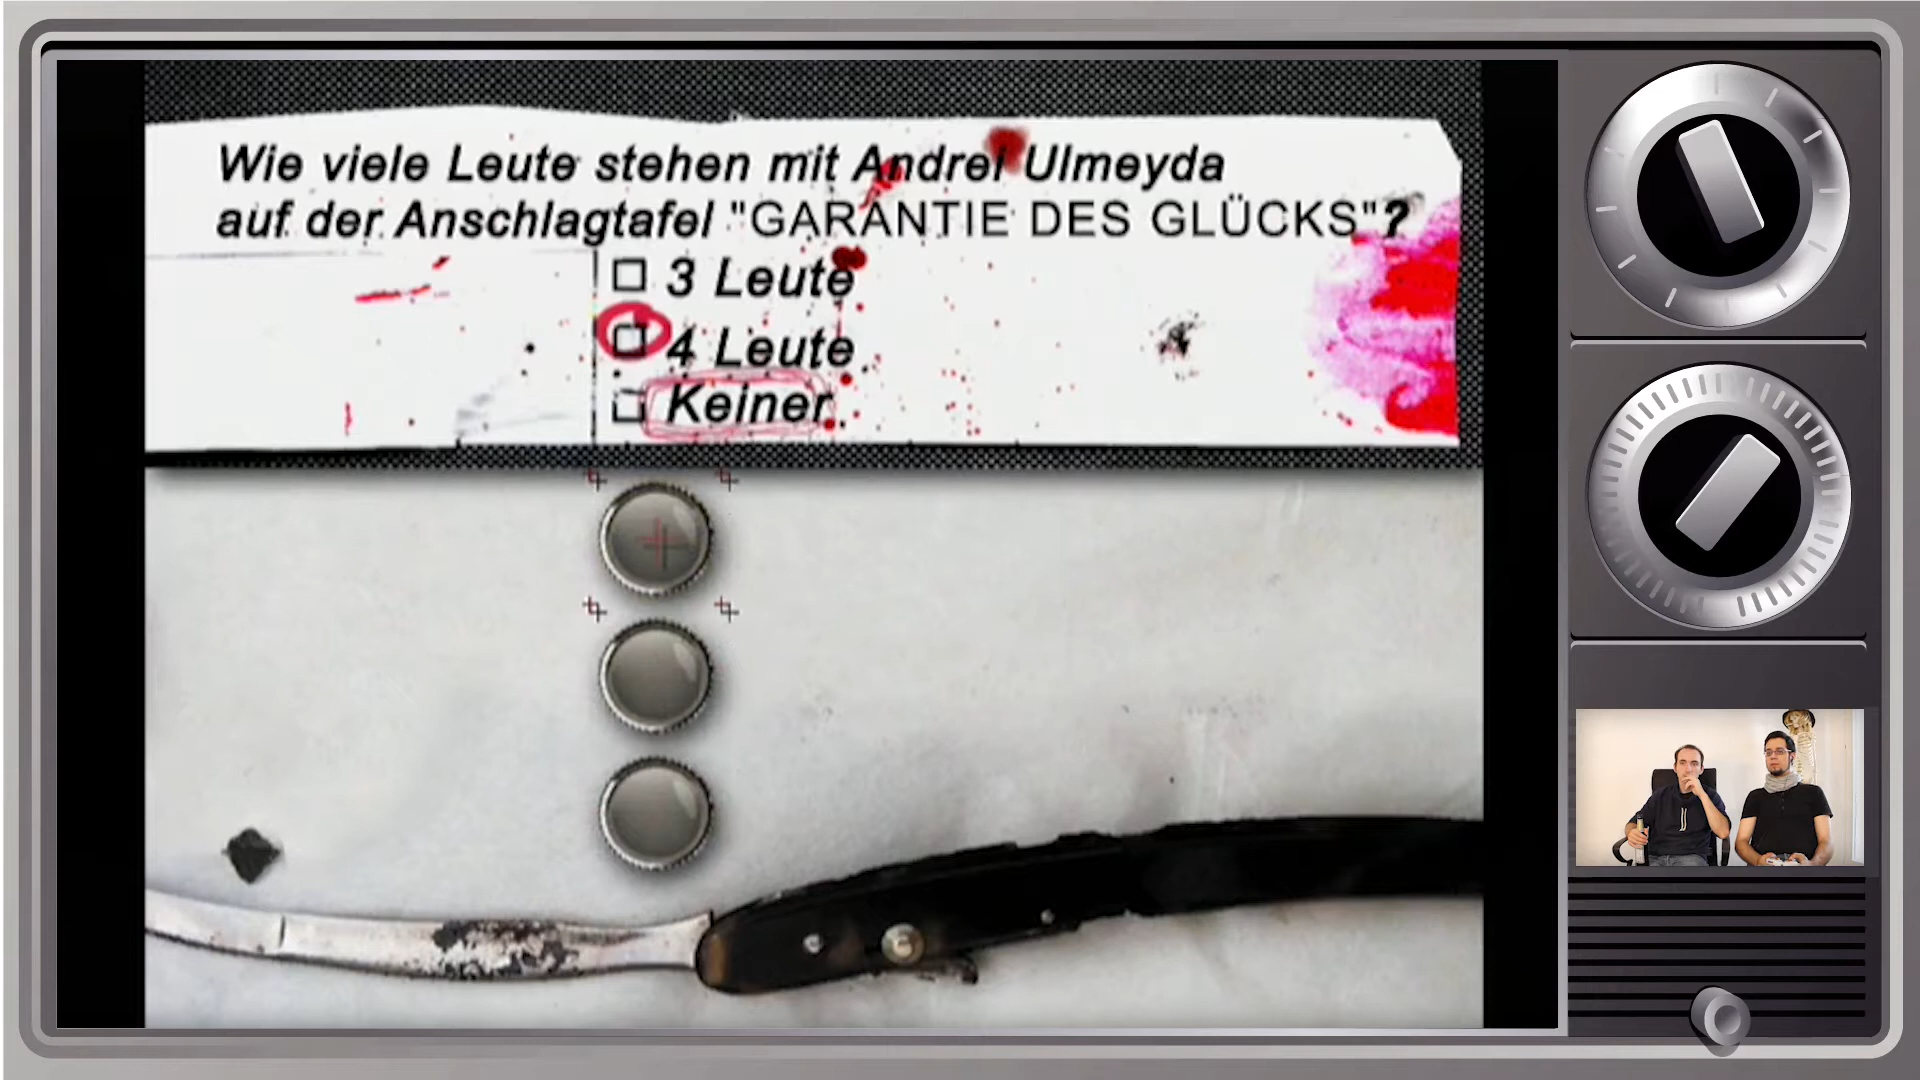 Wie viele Leute stehen mit Andrei Ulmeyda
auf der Anschlagtafel "GARANTIE DES GLÜCKS"?
3 Leute
4 Leute
Keiner